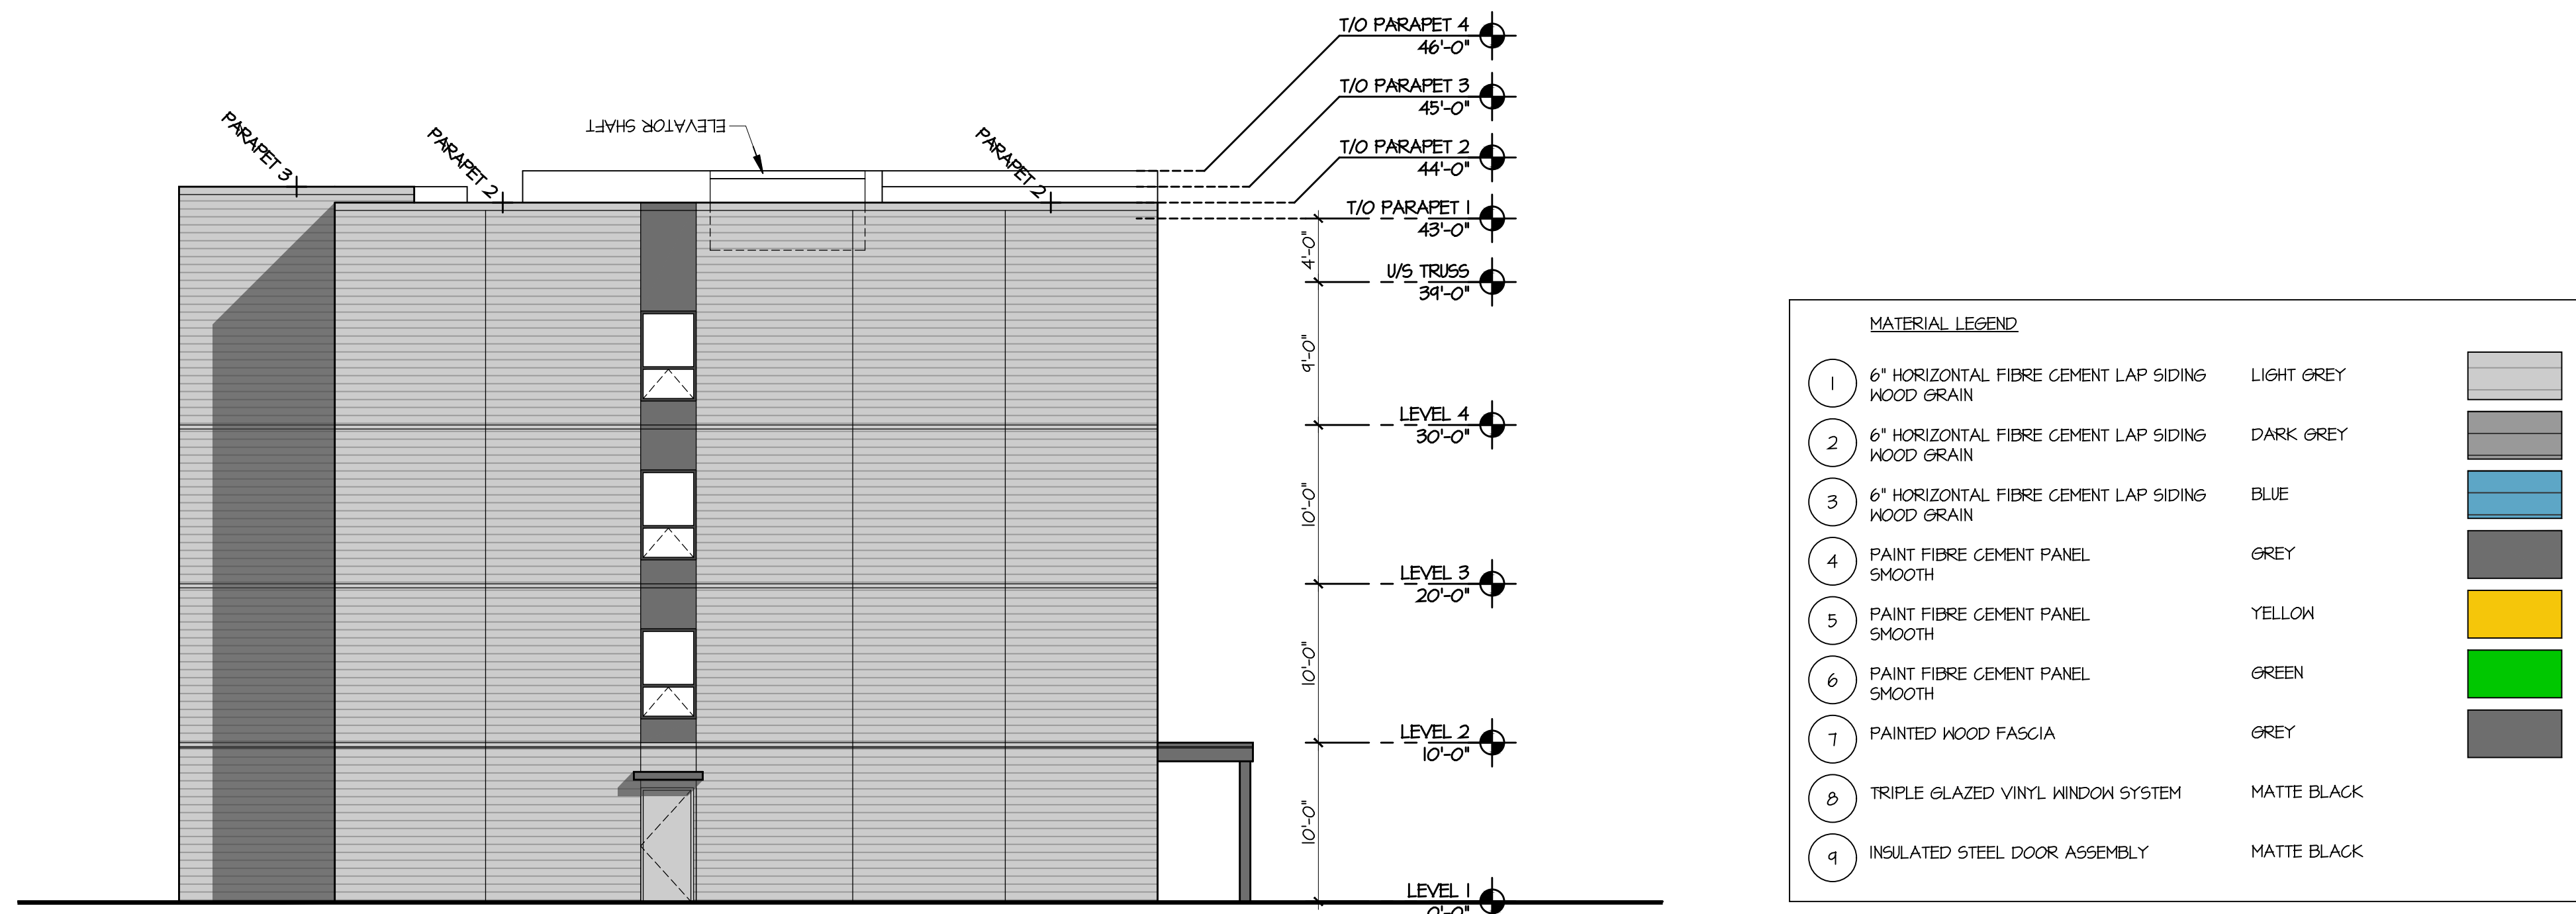 T/O PARAPET 4
46'-0"
T/O PARAPET 3
45'-0"
T/O PARAPET 2
44'-0"
T/O PARAPET 1
43'-0"
U/S TRUSS
39'-0"
LEVEL 4
30'-0"
LEVEL 3
20'-0"
LEVEL 2
10'-0"
LEVEL 1
0'-0"
PARAPET 3
PARAPET 2
ELEVATOR SHAFT
PARAPET 2
4'-0"
9'-0"
10'-0"
10'-0"
10'-0"
MATERIAL LEGEND
1 6" HORIZONTAL FIBRE CEMENT LAP SIDING LIGHT GREY
WOOD GRAIN
2 6" HORIZONTAL FIBRE CEMENT LAP SIDING DARK GREY
WOOD GRAIN
3 6" HORIZONTAL FIBRE CEMENT LAP SIDING BLUE
WOOD GRAIN
4 PAINT FIBRE CEMENT PANEL GREY
SMOOTH
5 PAINT FIBRE CEMENT PANEL YELLOW
SMOOTH
6 PAINT FIBRE CEMENT PANEL GREEN
SMOOTH
7 PAINTED WOOD FASCIA GREY
8 TRIPLE GLAZED VINYL WINDOW SYSTEM MATTE BLACK
9 INSULATED STEEL DOOR ASSEMBLY MATTE BLACK